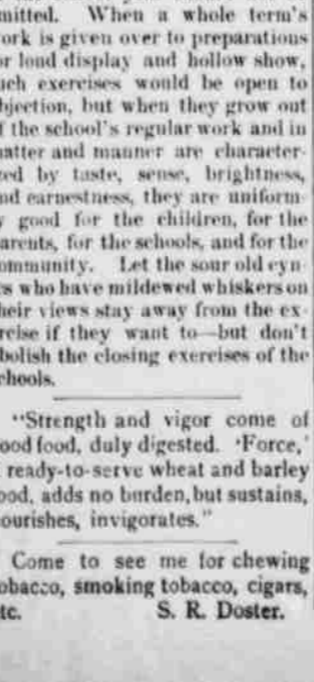 mitted. When a whole term's
ork is given over to preparations
or loud display and hollow show,
uch exercises would be open to
bjection, but when they grow out
f the school's regular work and in
atter and manner are character-
ed by taste, sense, brightness,
nd earnestness, they are uniform-
y good for the children, for the
arents, for the schools, and for the
ommunity. Let the sour old cyn-
s who have mildewed whiskers on
heir views stay away from the ex-
rcise if they want to—but don't
bolish the closing exercises of the
chools.
"Strength and vigor come of
ood food, duly digested. 'Force,'
ready-to-serve wheat and barley
ood, adds no burden, but sustains,
ourishes, invigorates."
Come to see me for chewing
obacco, smoking tobacco, cigars,
tc. S. R. Doster.